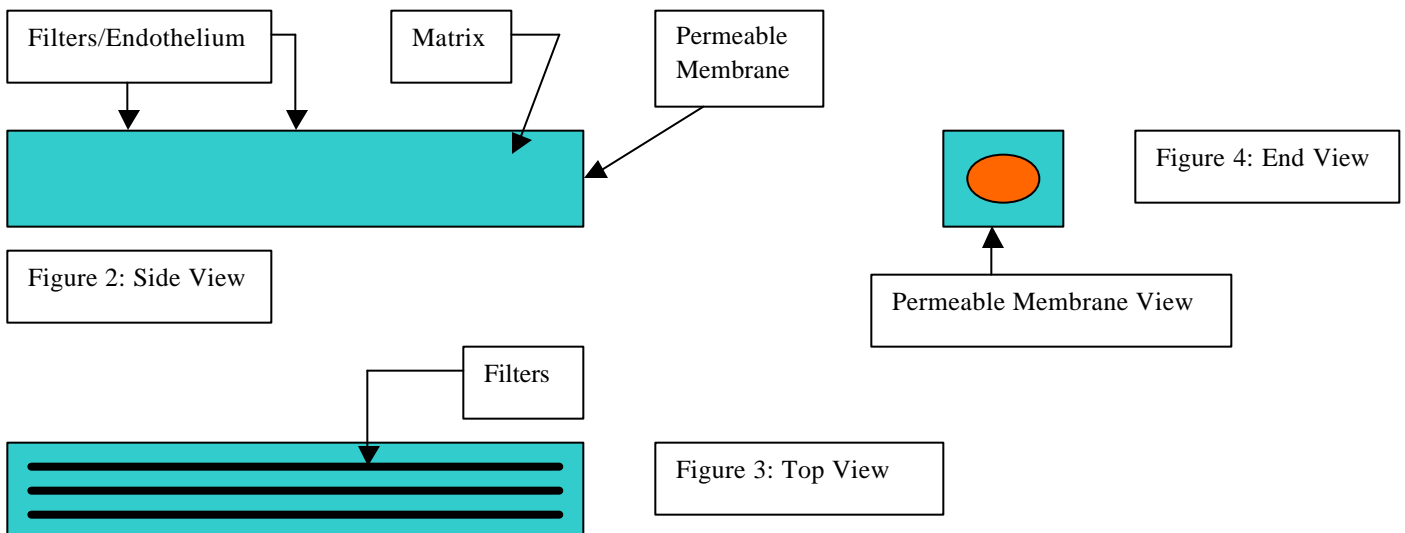 Filters/Endothelium
Matrix
Permeable
Membrane
Figure 4: End View
Figure 2: Side View
Permeable Membrane View
Filters
Figure 3: Top View